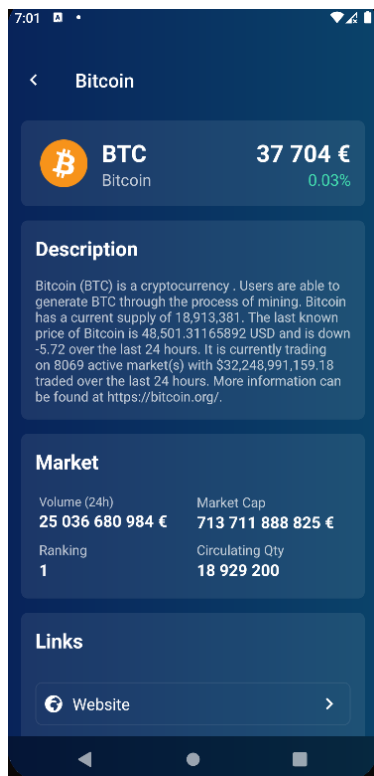 7:01
A
Bitcoin
BTC
37 704 €
Bitcoin
0.03%
Description
Bitcoin (BTC) is a cryptocurrency . Users are able to
generate BTC through the process of mining. Bitcoin
has a current supply of 18,913,381. The last known
price of Bitcoin is 48,501.31165892 USD and is down
-5.72 over the last 24 hours. It is currently trading
on 8069 active market(s) with $32,248,991,159.18
traded over the last 24 hours. More information can
be found at https://bitcoin.org/.
Market
Volume (24h)
Market Cap
25 036 680 984 €
713 711 888 825 €
Ranking
Circulating Qty
1
18 929 200
Links
Website